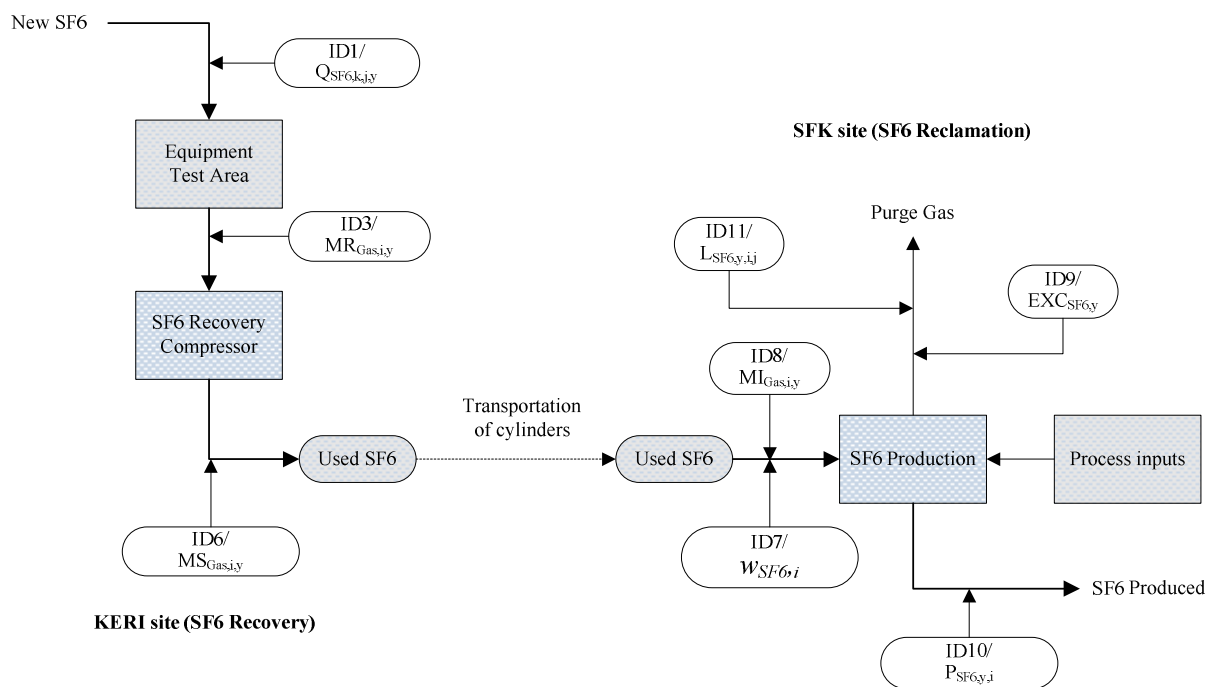 New SF6
ID1/
QSF6,k,j,y
Equipment
Test Area
ID3/
MRGas,i,y
SF6 Recovery
Compressor
Used SF6
ID6/
MSGas,i,y
KERI site (SF6 Recovery)
Transportation
of cylinders
SFK site (SF6 Reclamation)
Purge Gas
ID11/
LSF6,y,i,j
ID9/
EXCSF6,y
ID8/
MIGas,i,y
Used SF6
SF6 Production
Process inputs
ID7/
wSF6,i
SF6 Produced
ID10/
PSF6,y,i